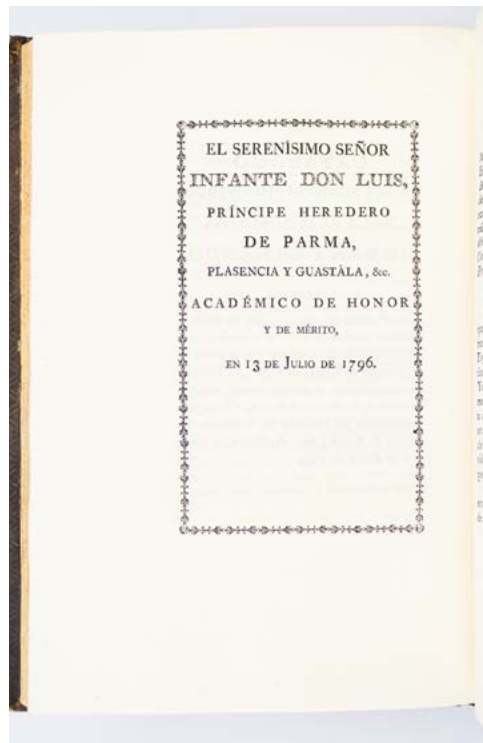 EL SERENÍSIMO SEÑOR
INFANTE DON LUIS,
PRÍNCIPE HEREDERO
DE PARMA,
PLASENCIA Y GUASTÂLA, &c.
ACADÉMICO DE HONOR
Y DE MÉRITO,
EN 13 DE JULIO DE 1796.